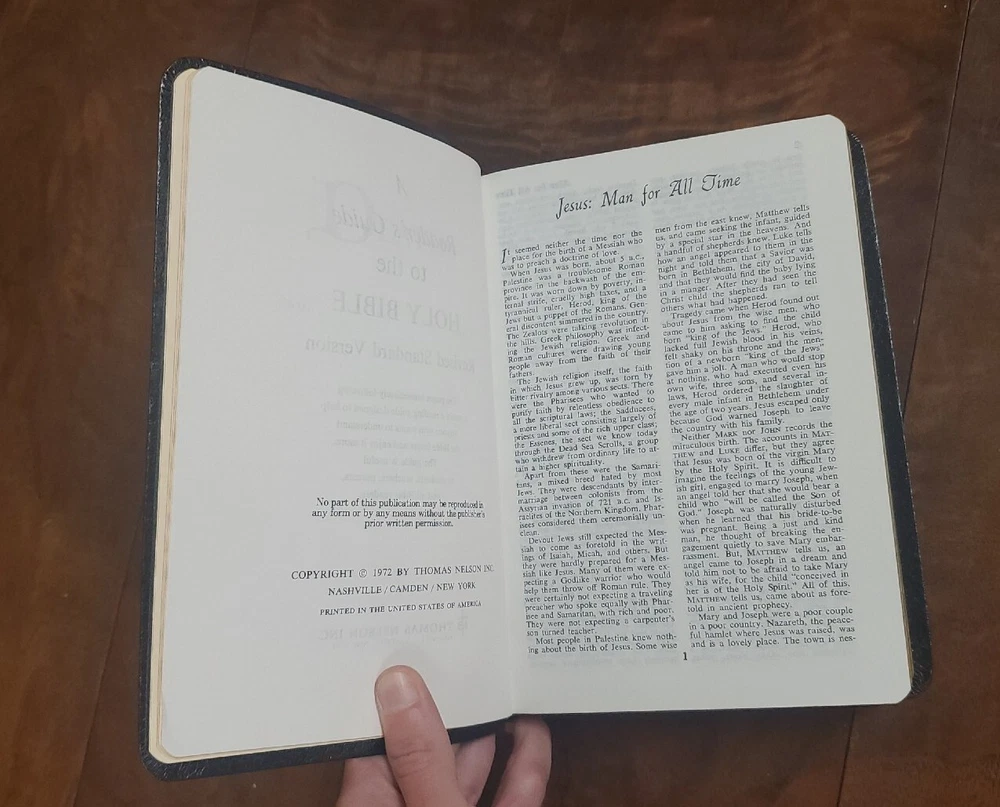 No part of this publication may be reproduced in
any form or by any means without the publisher's
prior written permission.
COPYRIGHT © 1972 BY THOMAS NELSON INC.
NASHVILLE / CAMDEN / NEW YORK
PRINTED IN THE UNITED STATES OF AMERICA
Jesus: Man for All Time
It seemed neither the time nor the
place for the birth of a Messiah who
was to preach a doctrine of love.
When Jesus was born, about 5 B.C.,
Palestine was a troublesome Roman
province in the backwash of the em-
pire. It was worn down by poverty, in-
ternal strife, cruelly high taxes, and a
tyrannical ruler, Herod, king of the
Jews but a puppet of the Romans. Gen-
eral discontent simmered in the country.
The Zealots were talking revolution in
the hills. Greek philosophy was infect-
ing the Jewish religion. Greek and
Roman cultures were drawing young
people away from the faith of their
fathers.
The Jewish religion itself, the faith
in which Jesus grew up, was torn by
bitter rivalry among various sects. There
were the Pharisees who wanted to
purify faith by relentless obedience to
all the scriptural laws; the Sadducees,
a more liberal sect consisting largely of
priests and some of the rich upper class;
the Essenes, the sect we know today
through the Dead Sea Scrolls, a group
who withdrew from ordinary life to at-
tain a higher spirituality.
Apart from these were the Samari-
tans, a mixed breed hated by most
Jews. They were descendants by inter-
marriage between colonists from the
Assyrian invasion of 721 B.C. and Is-
raelites of the Northern Kingdom. Phar-
isees considered them ceremonially un-
clean.
Devout Jews still expected the Mes-
siah to come as foretold in the writ-
ings of Isaiah, Micah, and others. But
they were hardly prepared for a Mes-
siah like Jesus. Many of them were ex-
pecting a Godlike warrior who would
help them throw off Roman rule. They
were certainly not expecting a traveling
preacher who spoke equally with Phar-
isee and Samaritan, with rich and poor.
They were not expecting a carpenter's
son turned teacher.
Most people in Palestine knew noth-
ing about the birth of Jesus. Some wise
men from the east knew, Matthew tells
us, and came seeking the infant, guided
by a special star in the heavens. And
a handful of shepherds knew. Luke tells
how an angel appeared to them in the
night and told them that a Savior was
born in Bethlehem, the city of David,
and that they would find the baby lying
in a manger. After they had seen the
Christ child the shepherds ran to tell
others what had happened.
Tragedy came when Herod found out
about Jesus from the wise men, who
came to him asking to find the child
born "king of the Jews." Herod, who
lacked full Jewish blood in his veins,
fell shaky on his throne and the men-
tion of a newborn "king of the Jews"
gave him a jolt. A man who would stop
at nothing, who had executed even his
own wife, three sons, and several in-
laws, Herod ordered the slaughter of
every male infant in Bethlehem under
the age of two years. Jesus escaped only
because God warned Joseph to leave
the country with his family.
Neither MARK nor JOHN records the
miraculous birth. The accounts in MAT-
THEW and LUKE differ, but they agree
that Jesus was born of the virgin Mary
by the Holy Spirit. It is difficult to
imagine the feelings of the young Jew-
ish girl, engaged to marry Joseph, when
an angel told her that she would bear a
child who "will be called the Son of
God." Joseph was naturally disturbed
when he learned that his bride-to-be
was pregnant. Being a just and kind
man, he thought of breaking the en-
gagement quietly to save Mary embar-
rassment. But, MATTHEW tells us, an
angel came to Joseph in a dream and
told him not to be afraid to take Mary
as his wife, for the child "conceived in
her is of the Holy Spirit." All of this,
MATTHEW tells us, came about as fore-
told in ancient prophecy.
Mary and Joseph were a poor couple
in a poor country. Nazareth, the peace-
ful hamlet where Jesus was raised, was
and is a lovely place. The town is nes-
1